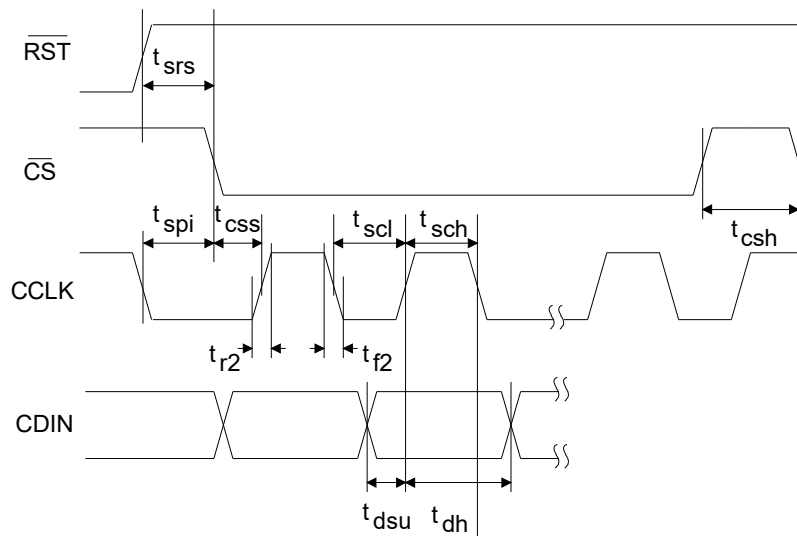 RST
t srs
CS
t spi
t css
t scl
t sch
t csh
CCLK
t r2
t f2
CDIN
t dsu
t dh